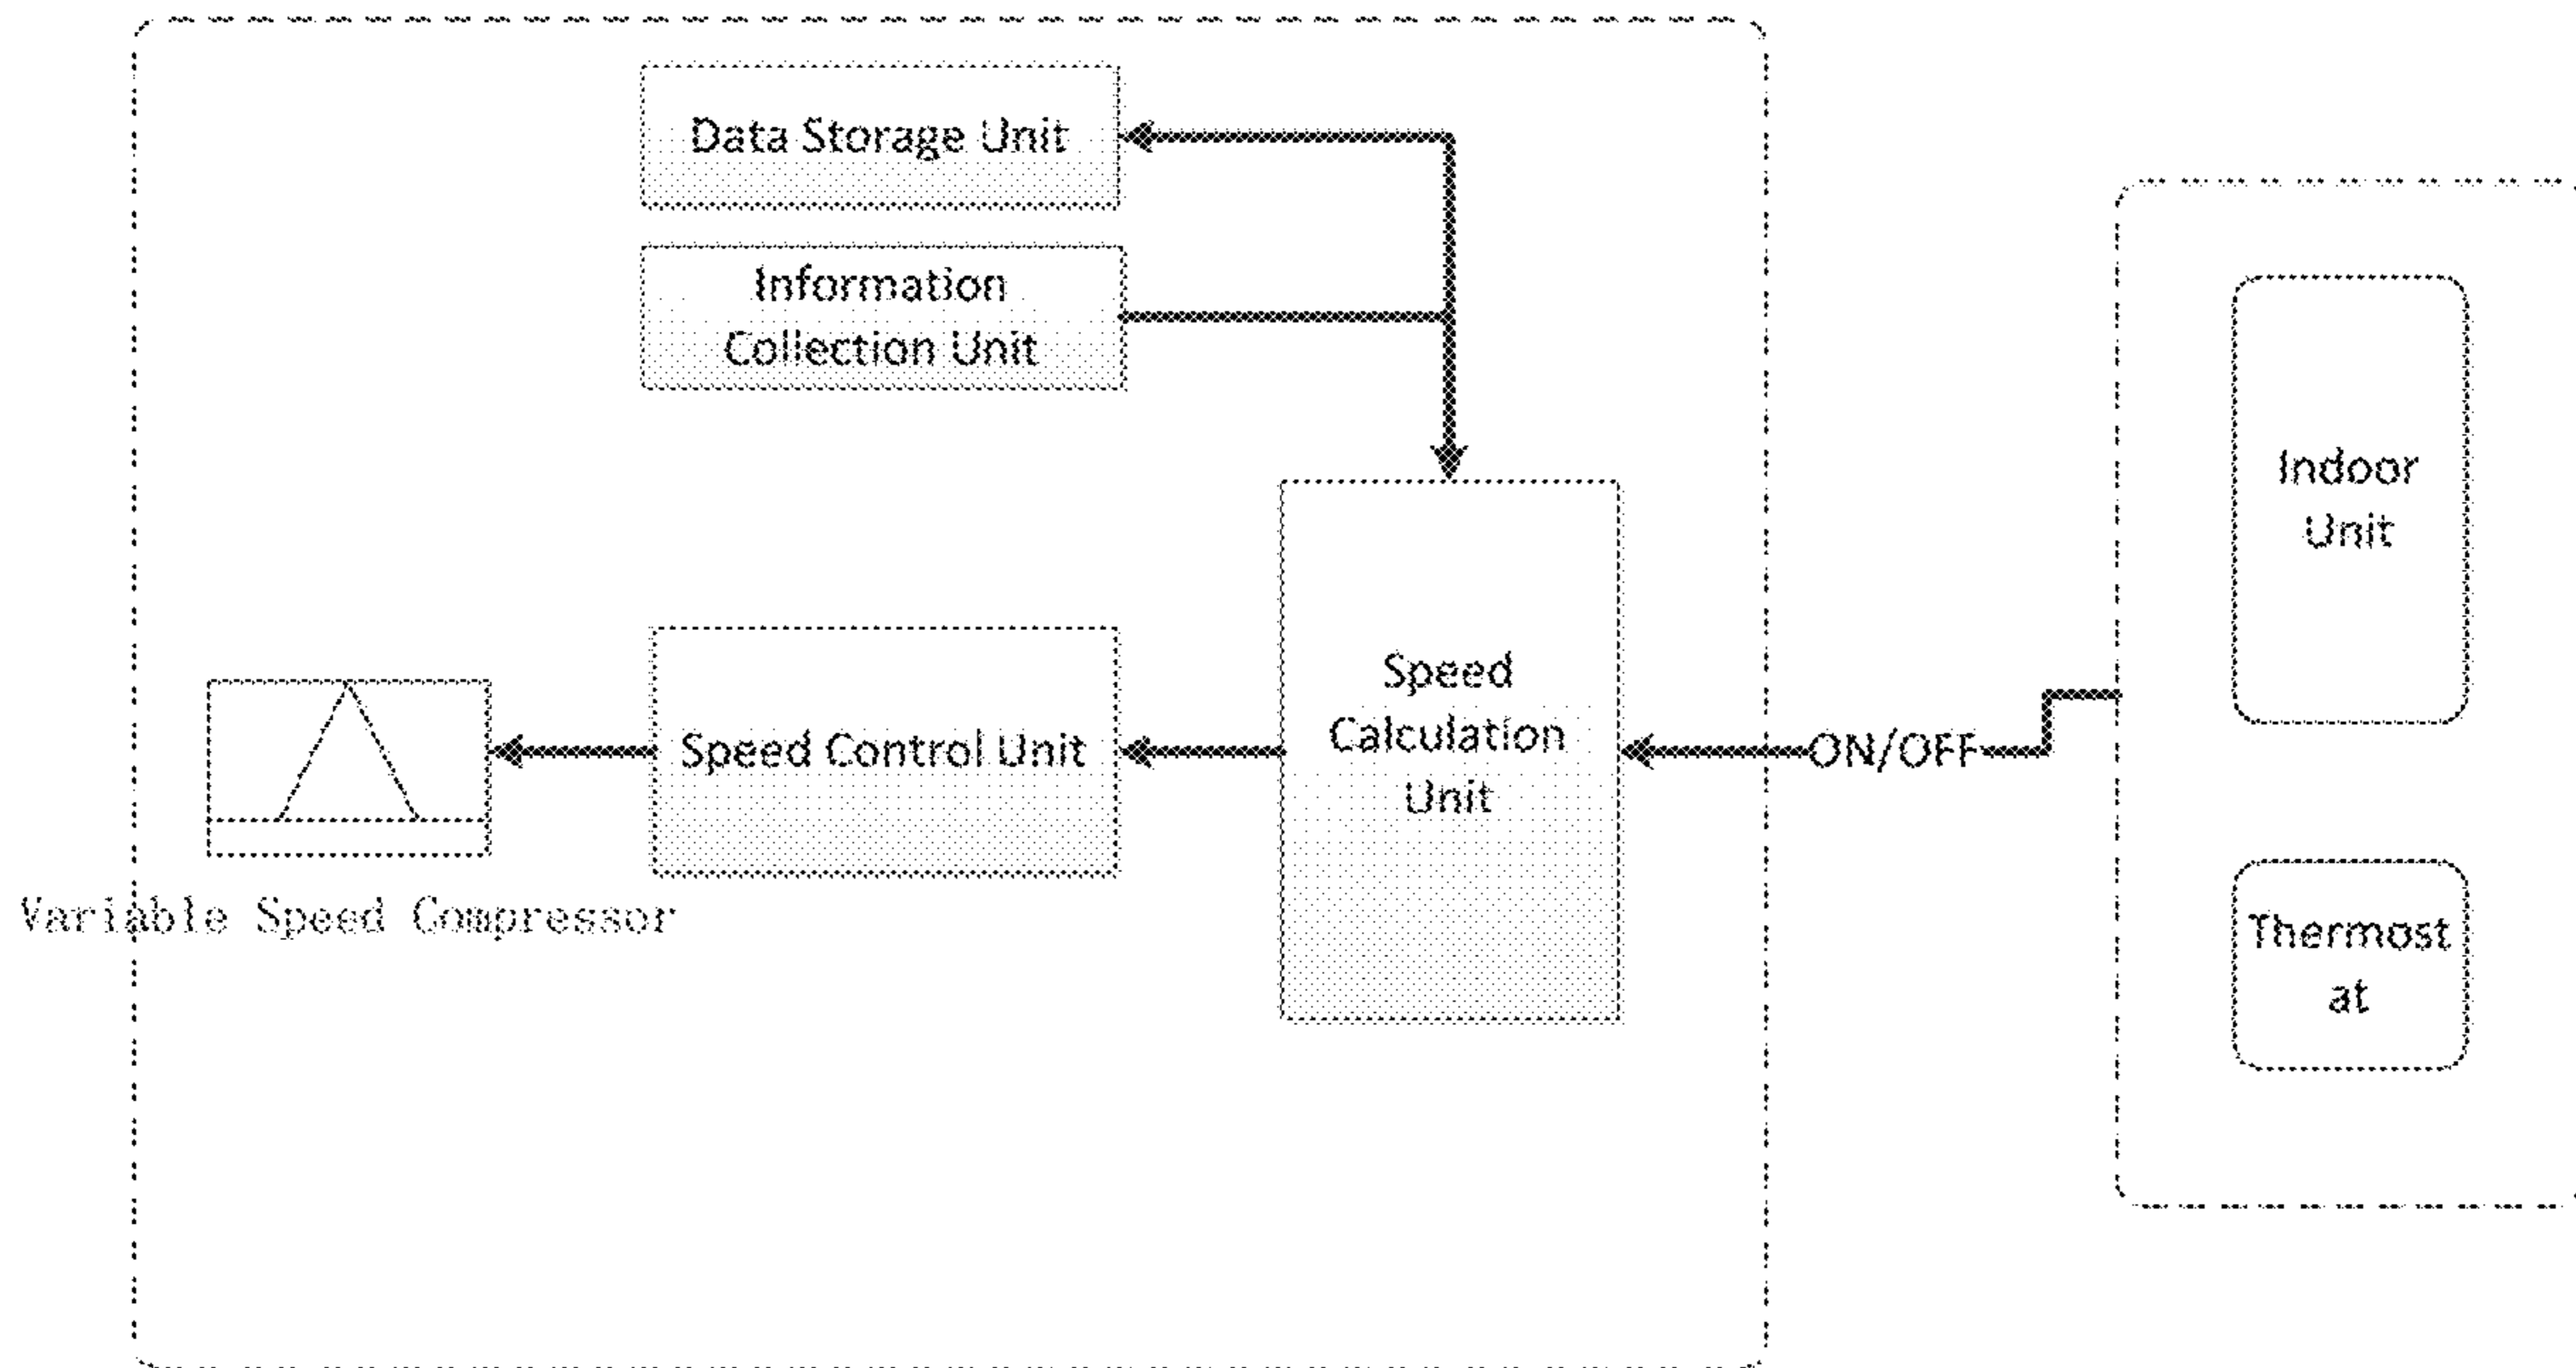 Data Storage Unit
Information
Collection Unit
Indoor
Unit
Speed
Calculation
Unit
Speed Control Unit
ON/OFF
Variable Speed Compressor
Thermost
at